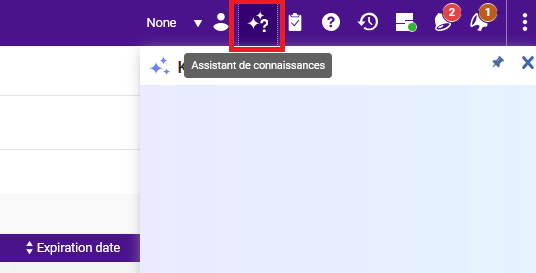 None
2
1
Assistant de connaissances
K
Expiration date